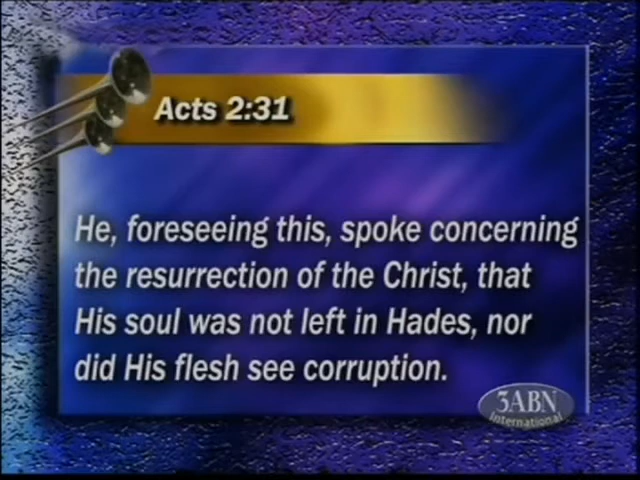 Acts 2:31
He, foreseeing this, spoke concerning
the resurrection of the Christ, that
His soul was not left in Hades, nor
did His flesh see corruption.
3ABN
International